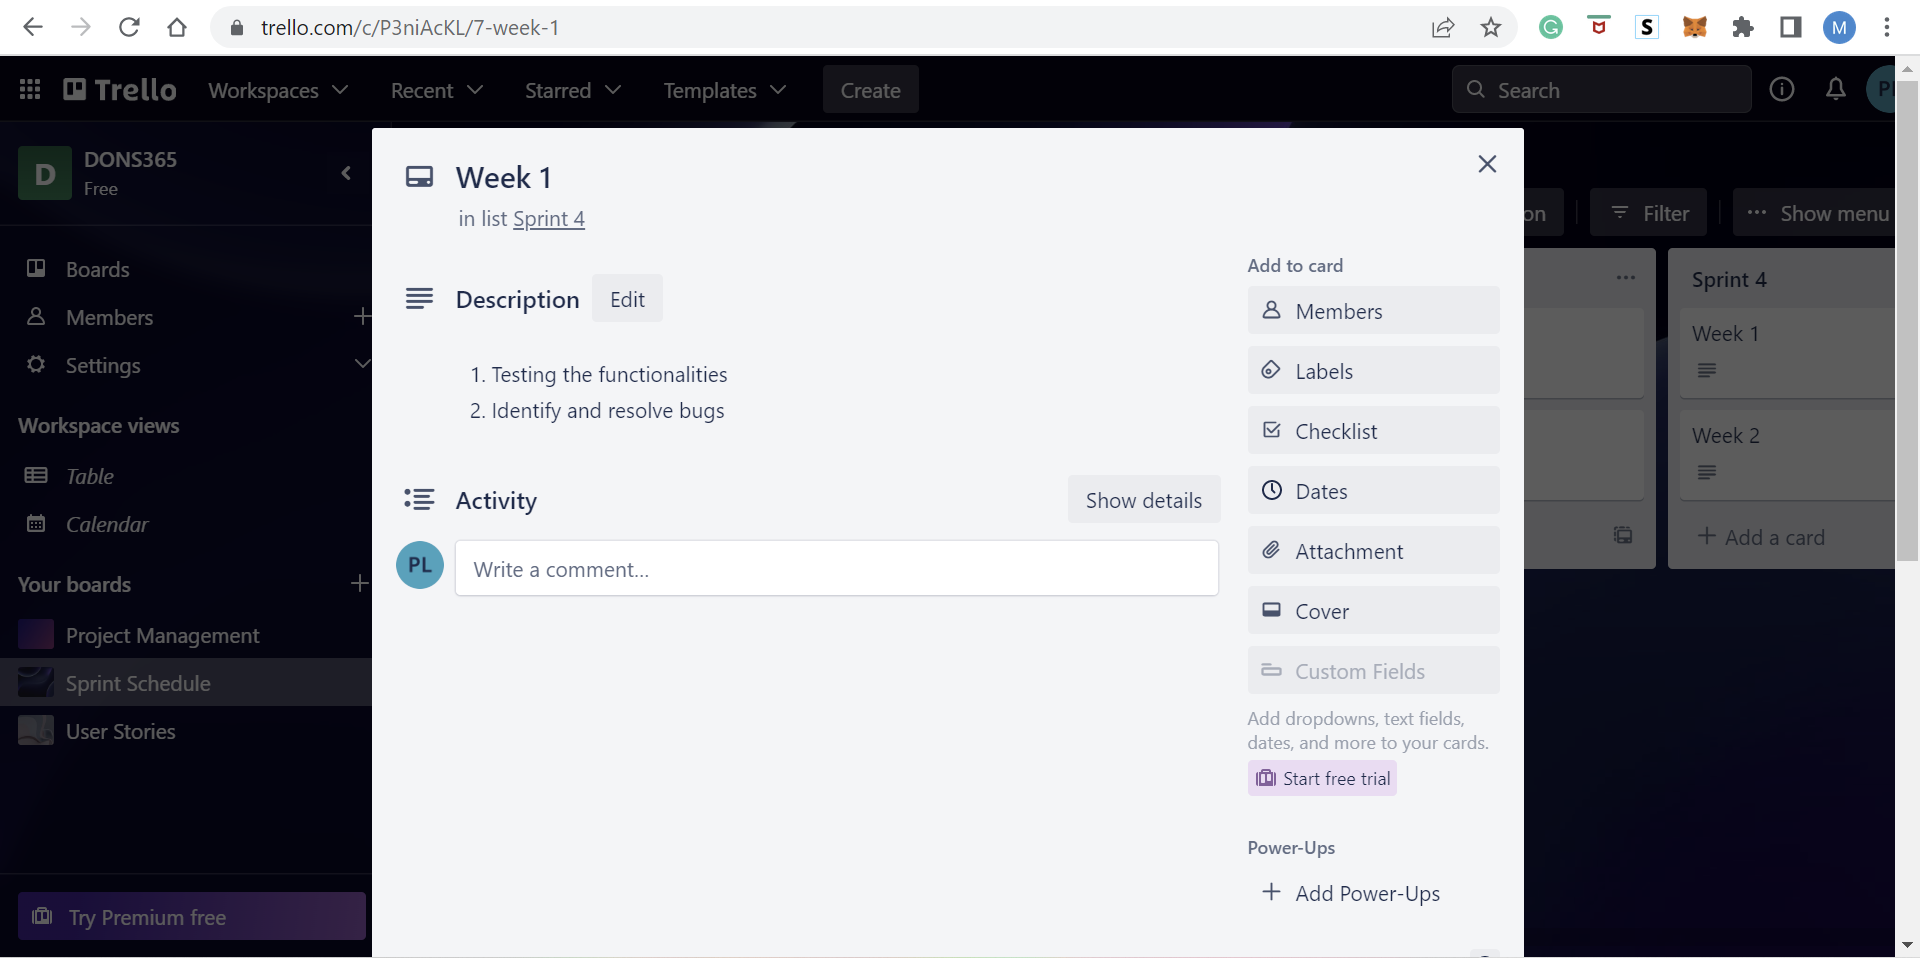 trello.com/c/P3niAcKL/7-week-1
G
S
M
Trello
Workspaces
Recent
Starred
Templates
Create
Search
D
DONS365
Free
Boards
Members
Settings
Workspace views
Table
Calendar
Your boards
Project Management
Sprint Schedule
User Stories
Try Premium free
Week 1
in list Sprint 4
Description
Edit
1. Testing the functionalities
2. Identify and resolve bugs
Activity
Show details
PL
Write a comment...
Add to card
Members
Labels
Checklist
Dates
Attachment
Cover
Custom Fields
Add dropdowns, text fields,
dates, and more to your cards.
Start free trial
Power-Ups
Add Power-Ups
Filter
Show menu
Sprint 4
Week 1
Week 2
Add a card